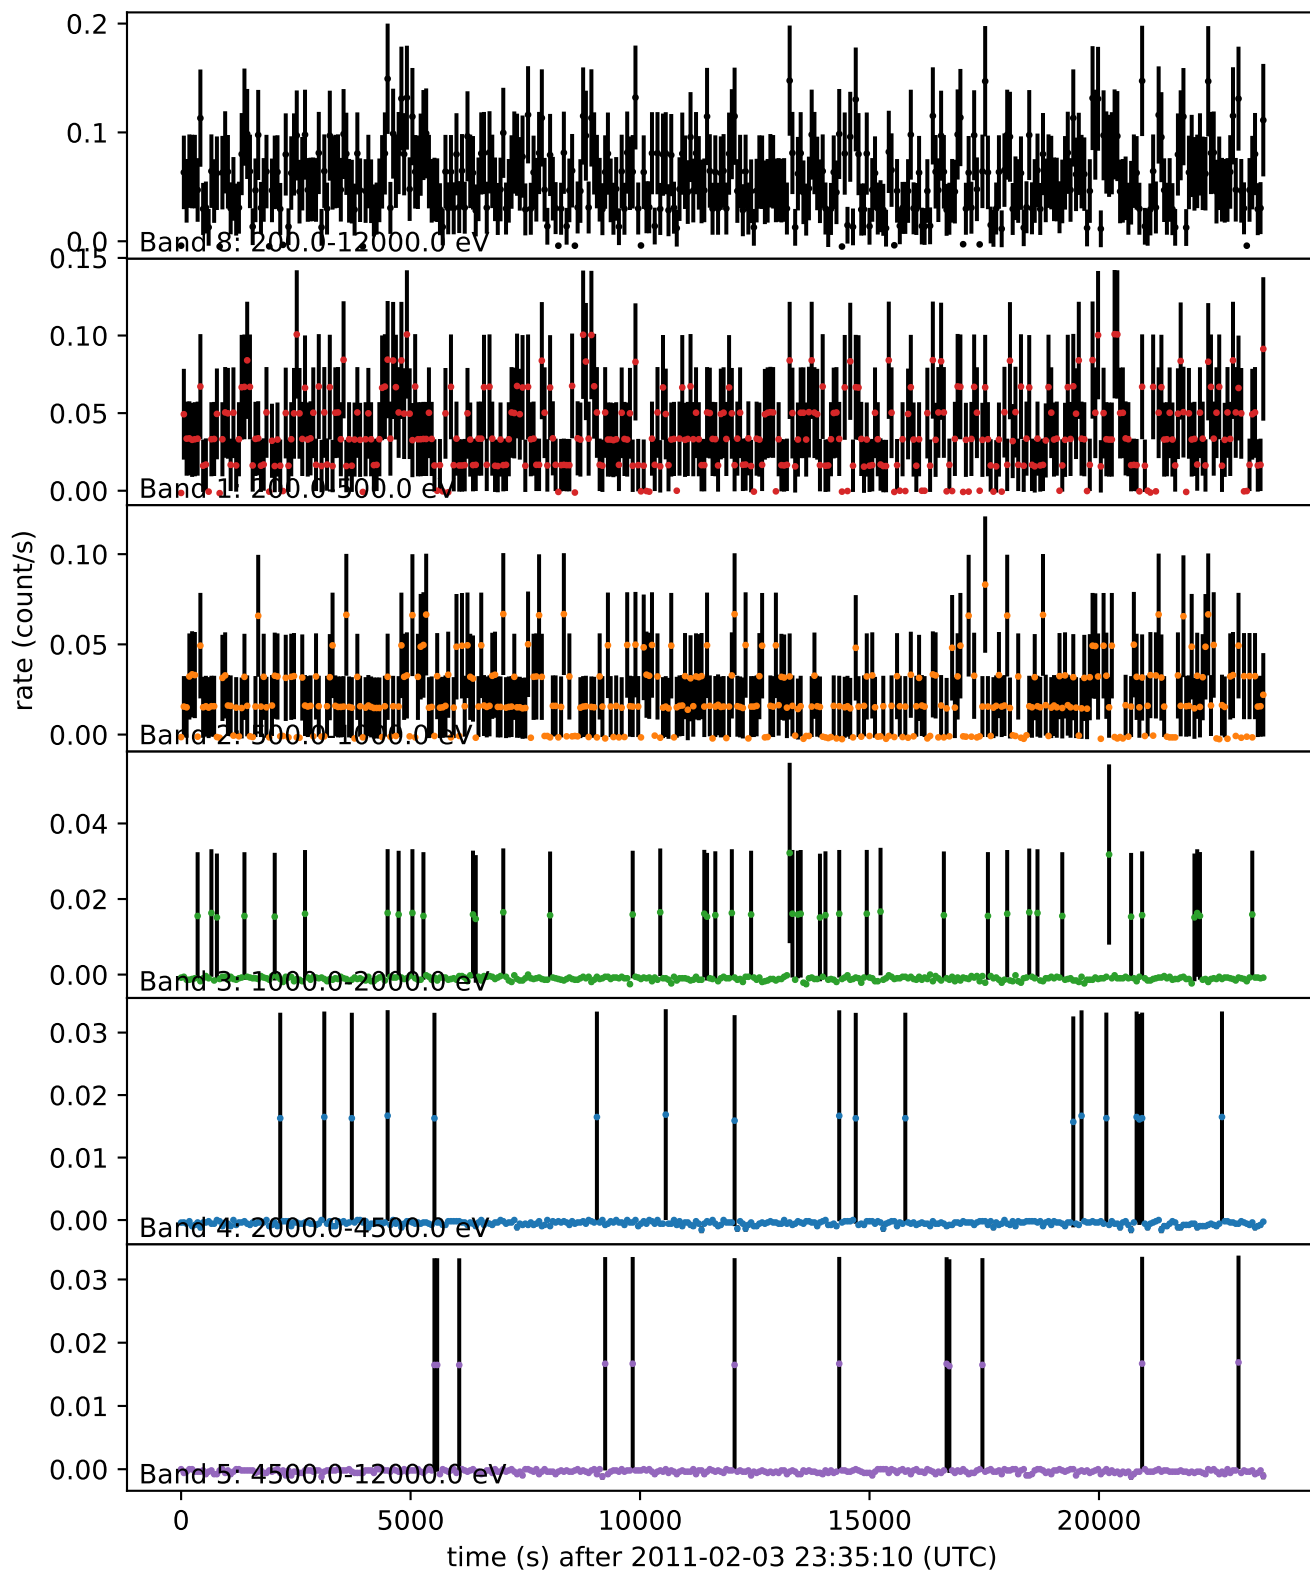 0.2
0.1
0.0
Band 8: 200.0-12000.0 eV
0.15
0.10
0.05
0.00
Band 1: 200.0-500.0 eV
0.10
0.05
0.00
Band 2: 500.0-1000.0 eV
rate (count/s)
0.04
0.02
0.00
Band 3: 1000.0-2000.0 eV
0.03
0.02
0.01
0.00
Band 4: 2000.0-4500.0 eV
0.03
0.02
0.01
0.00
Band 5: 4500.0-12000.0 eV
0 5000 10000 15000 20000
time (s) after 2011-02-03 23:35:10 (UTC)